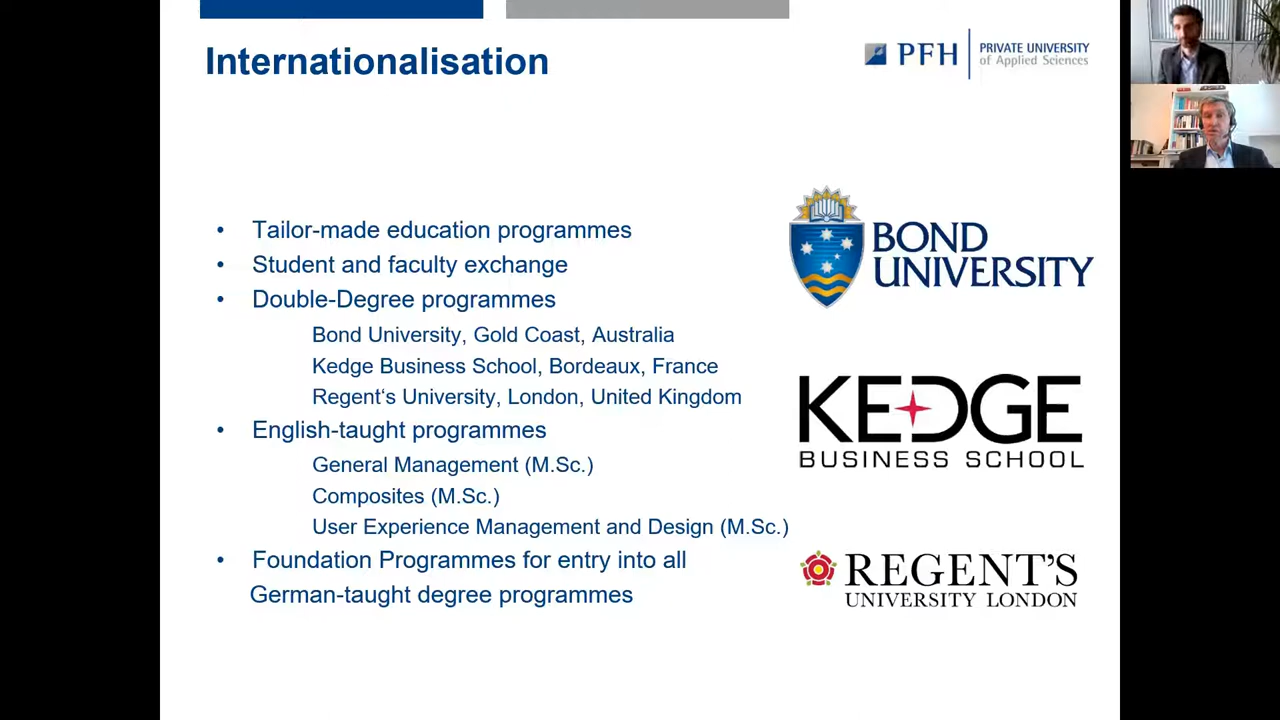 Internationalisation
PFH PRIVATE UNIVERSITY
of Applied Sciences
• Tailor-made education programmes
• Student and faculty exchange
• Double-Degree programmes
Bond University, Gold Coast, Australia
Kedge Business School, Bordeaux, France
Regent‘s University, London, United Kingdom
• English-taught programmes
General Management (M.Sc.)
Composites (M.Sc.)
User Experience Management and Design (M.Sc.)
• Foundation Programmes for entry into all
German-taught degree programmes
BOND
UNIVERSITY
KEDGE
BUSINESS SCHOOL
REGENT'S
UNIVERSITY LONDON